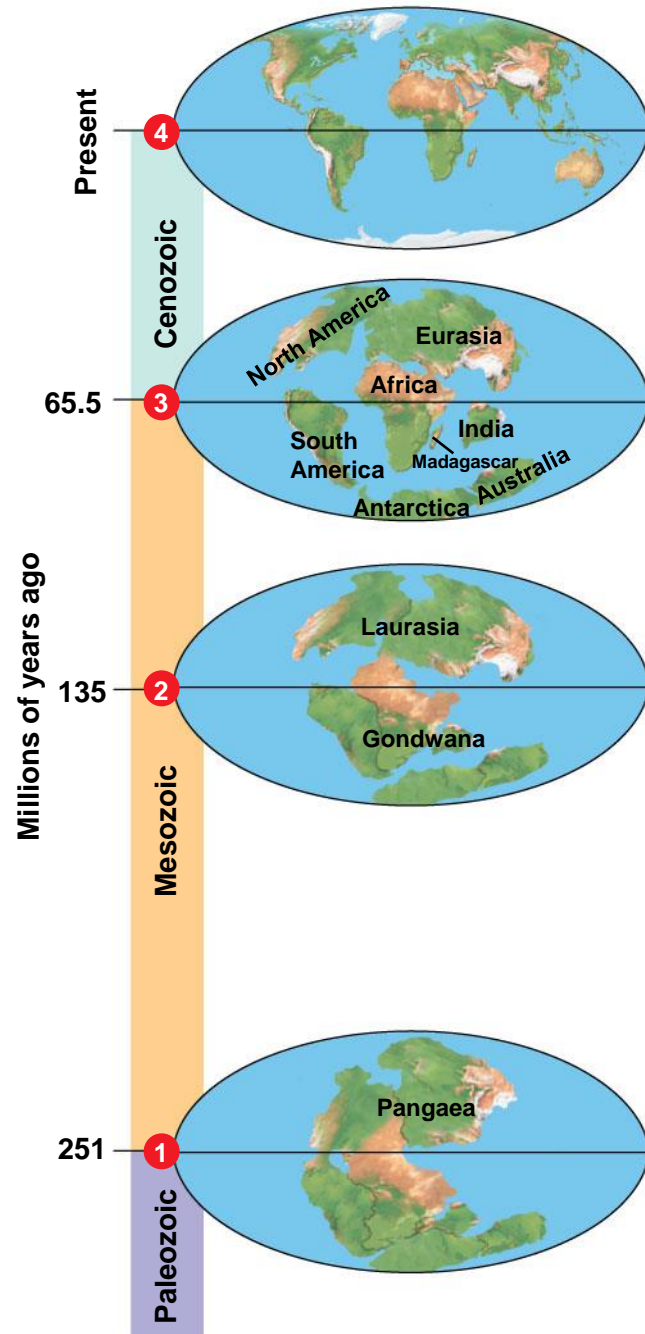 Present
4
Cenozoic
North America
Eurasia
Africa
65.5
3
South
America
India
Madagascar
Australia
Antarctica
Millions of years ago
Laurasia
135
2
Gondwana
Mesozoic
Pangaea
251
1
Paleozoic